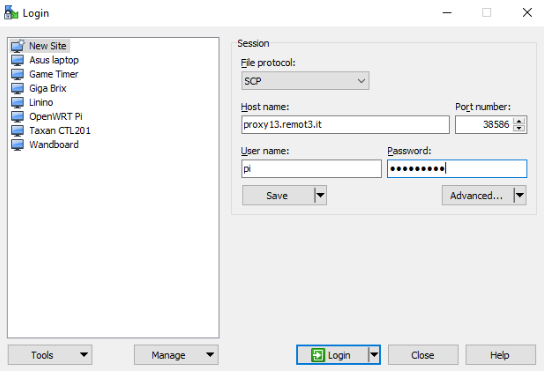 Login
New Site
Asus laptop
Game Timer
Giga Brix
Linino
OpenWRT Pi
Taxan CTL201
Wandboard
Session
File protocol:
SCP
Host name:
Port number:
proxy13.remot3.it
38586
User name:
Password:
pi
●●●●●●●●●
Save
Advanced...
Tools
Manage
Login
Close
Help